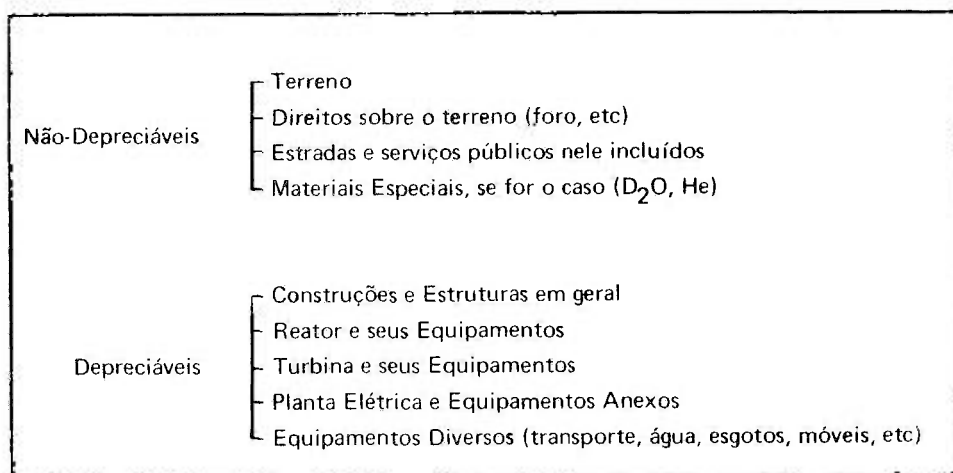 Não-Depreciáveis
Terreno
Direitos sobre o terreno (foro, etc)
Estradas e serviços públicos nele incluídos
Materiais Especiais, se for o caso (D₂O, He)
Depreciáveis
Construções e Estruturas em geral
Reator e seus Equipamentos
Turbina e seus Equipamentos
Planta Elétrica e Equipamentos Anexos
Equipamentos Diversos (transporte, água, esgotos, móveis, etc)